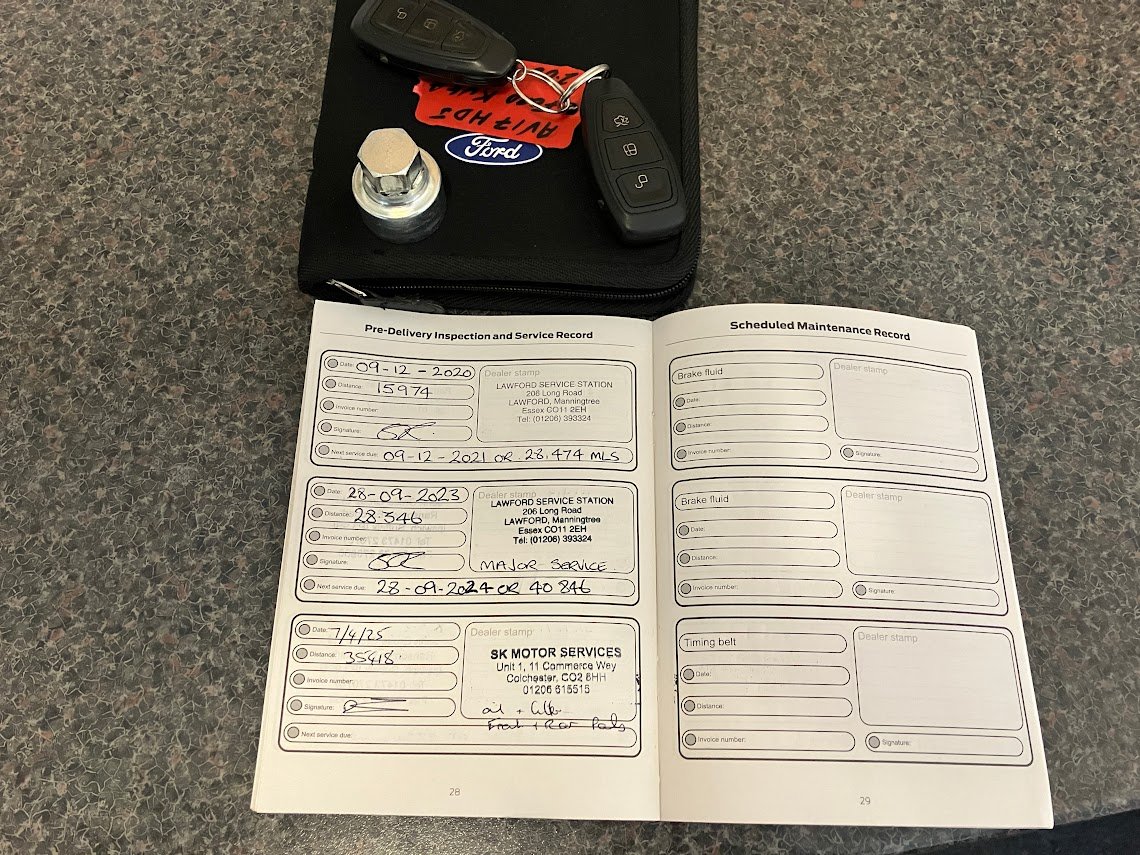 AV17HDJ
Ford
Pre-Delivery Inspection and Service Record
Date: 09-12-2020
Distance: 15974
Invoice number:
Signature:
Next service due: 09-12-2021 OR 28,474 MLS
Dealer stamp
LAWFORD SERVICE STATION
206 Long Road
LAWFORD, Manningtree
Essex CO11 2EH
Tel: (01206) 393324
Date: 28-09-2023
Distance: 28.346
Invoice number:
Signature:
Next service due: 28-09-2024 OR 40846
Dealer stamp
LAWFORD SERVICE STATION
206 Long Road
LAWFORD, Manningtree
Essex CO11 2EH
Tel: (01206) 393324
MAJOR SERVICE.
Date: 7/4/25
Distance: 35418
Invoice number:
Signature:
Next service due:
Dealer stamp
SK MOTOR SERVICES
Unit 1, 11 Commerce Way
Colchester, CO2 8HH
01206 615515
oil +
Front + Rear Pads
28
Scheduled Maintenance Record
Brake fluid
Date:
Distance:
Invoice number:
Dealer stamp
Signature:
Brake fluid
Date:
Distance:
Invoice number:
Dealer stamp
Signature:
Timing belt
Date:
Distance:
Invoice number:
Dealer stamp
Signature:
29